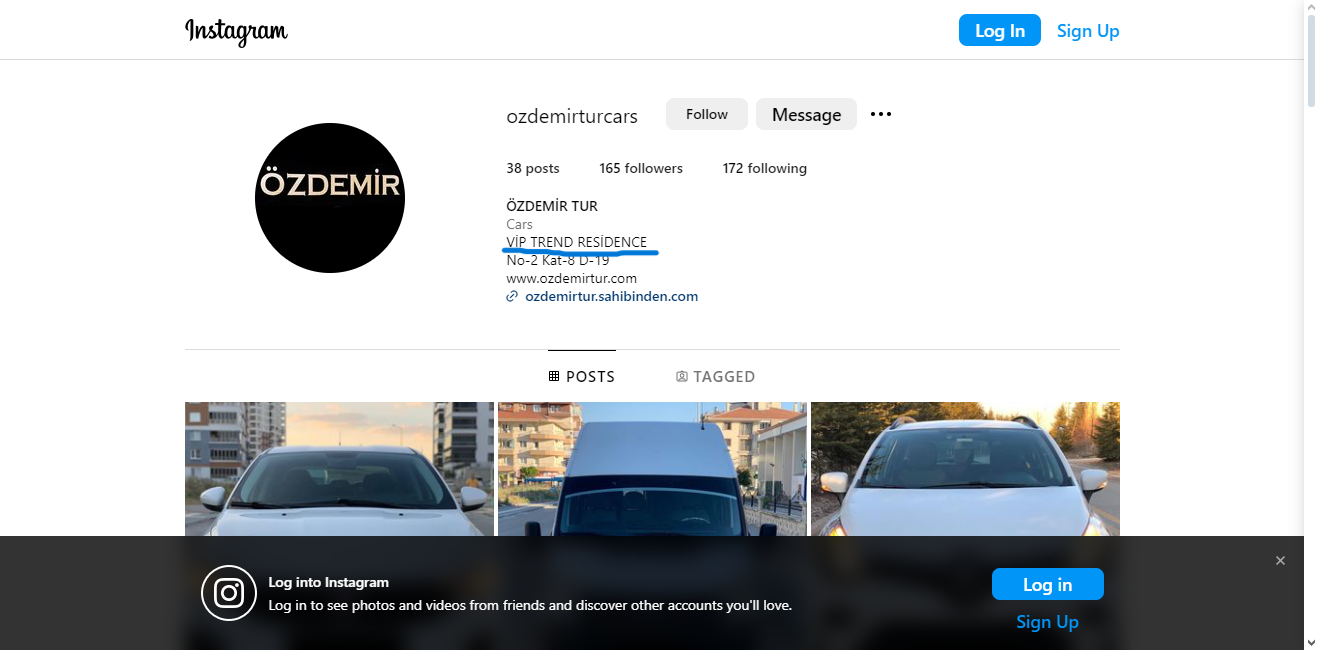 Instagram
Log In
Sign Up
ÖZDEMİR
ozdemirturcars
Follow
Message
38 posts
165 followers
172 following
ÖZDEMİR TUR
Cars
VİP TREND RESİDENCE
No-2 Kat-8 D-19
www.ozdemirtur.com
ozdemirtur.sahibinden.com
POSTS
TAGGED
Log into Instagram
Log in to see photos and videos from friends and discover other accounts you'll love.
Log in
Sign Up